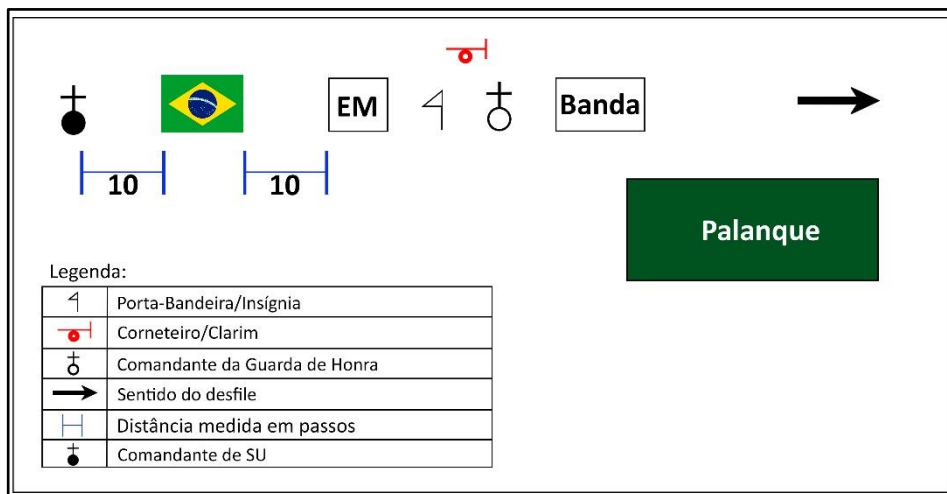 EM
Banda
10
10
Palanque
Legenda:
Porta-Bandeira/Insígnia
Corneteiro/Clarim
Comandante da Guarda de Honra
Sentido do desfile
Distância medida em passos
Comandante de SU